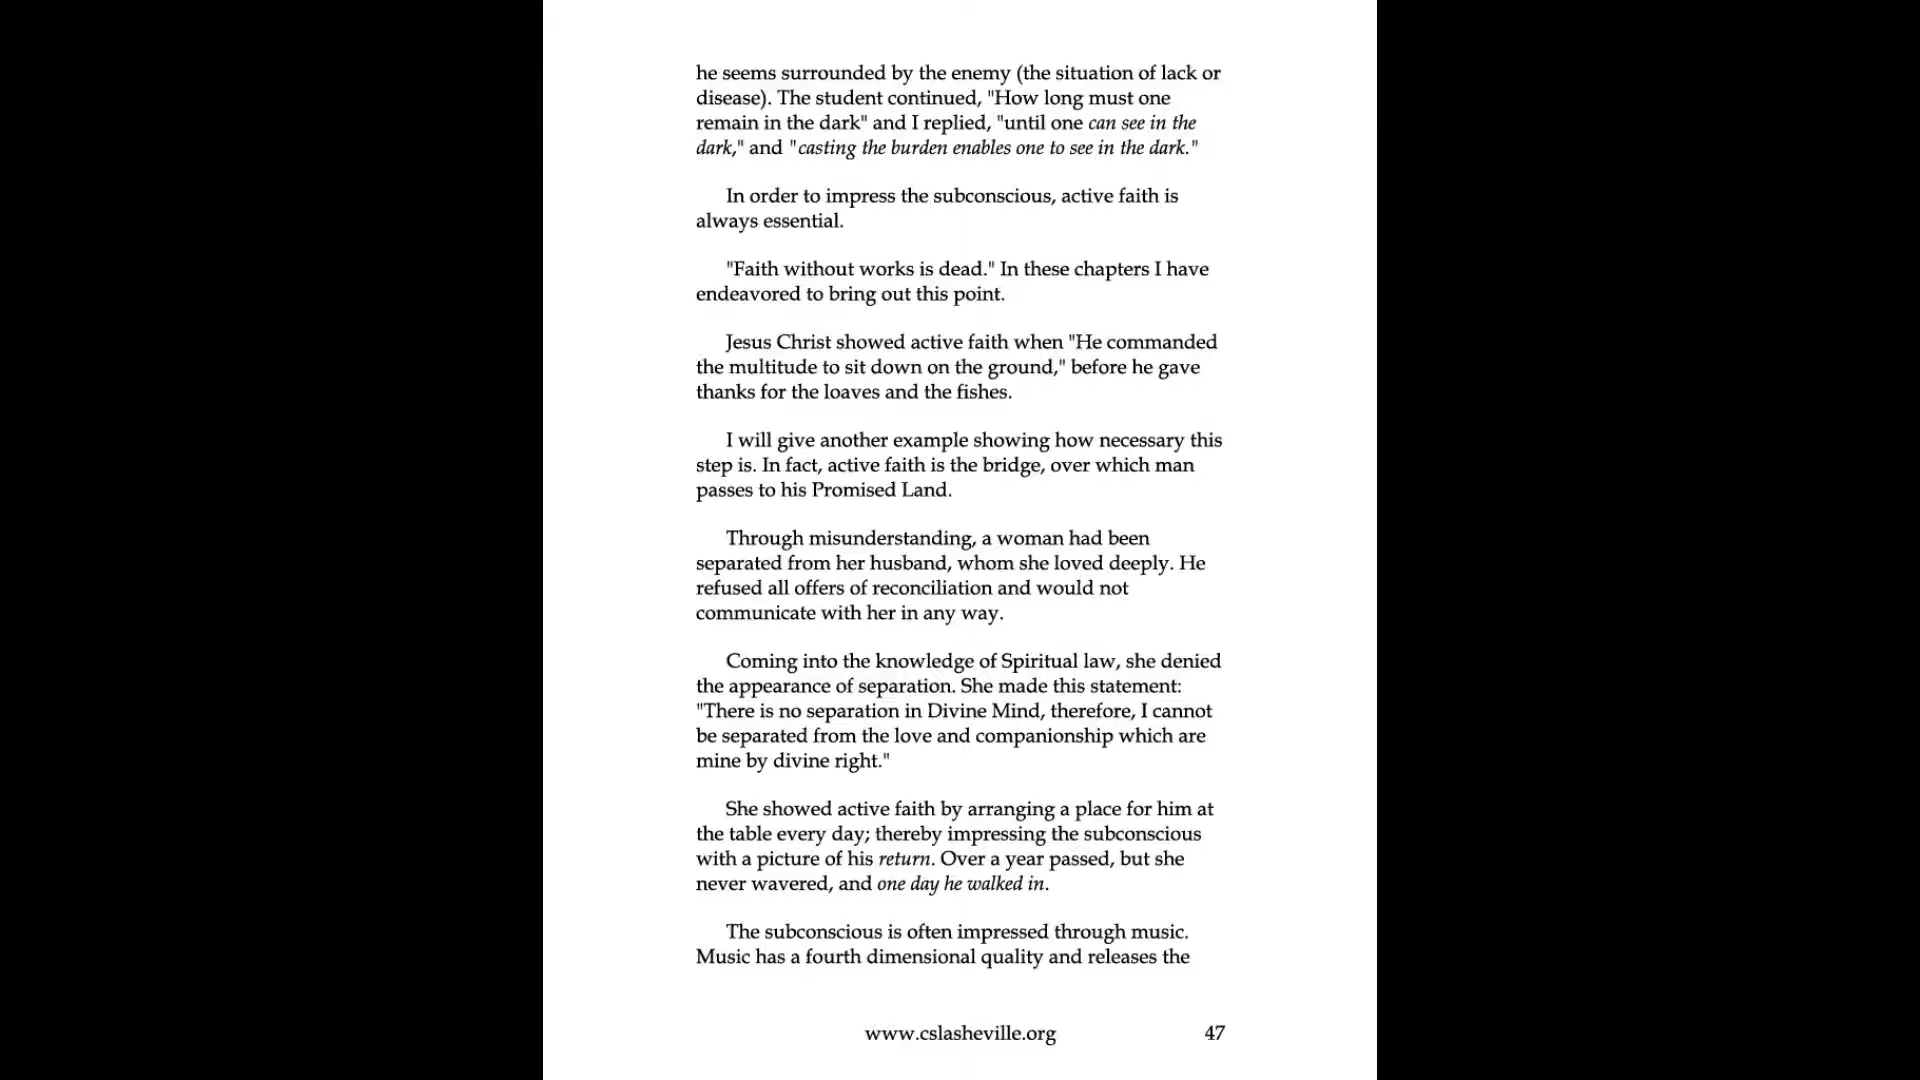 he seems surrounded by the enemy (the situation of lack or
disease). The student continued, "How long must one
remain in the dark" and I replied, "until one can see in the
dark," and "casting the burden enables one to see in the dark."
In order to impress the subconscious, active faith is
always essential.
"Faith without works is dead." In these chapters I have
endeavored to bring out this point.
Jesus Christ showed active faith when "He commanded
the multitude to sit down on the ground," before he gave
thanks for the loaves and the fishes.
I will give another example showing how necessary this
step is. In fact, active faith is the bridge, over which man
passes to his Promised Land.
Through misunderstanding, a woman had been
separated from her husband, whom she loved deeply. He
refused all offers of reconciliation and would not
communicate with her in any way.
Coming into the knowledge of Spiritual law, she denied
the appearance of separation. She made this statement:
"There is no separation in Divine Mind, therefore, I cannot
be separated from the love and companionship which are
mine by divine right."
She showed active faith by arranging a place for him at
the table every day; thereby impressing the subconscious
with a picture of his return. Over a year passed, but she
never wavered, and one day he walked in.
The subconscious is often impressed through music.
Music has a fourth dimensional quality and releases the
www.cslasheville.org 47